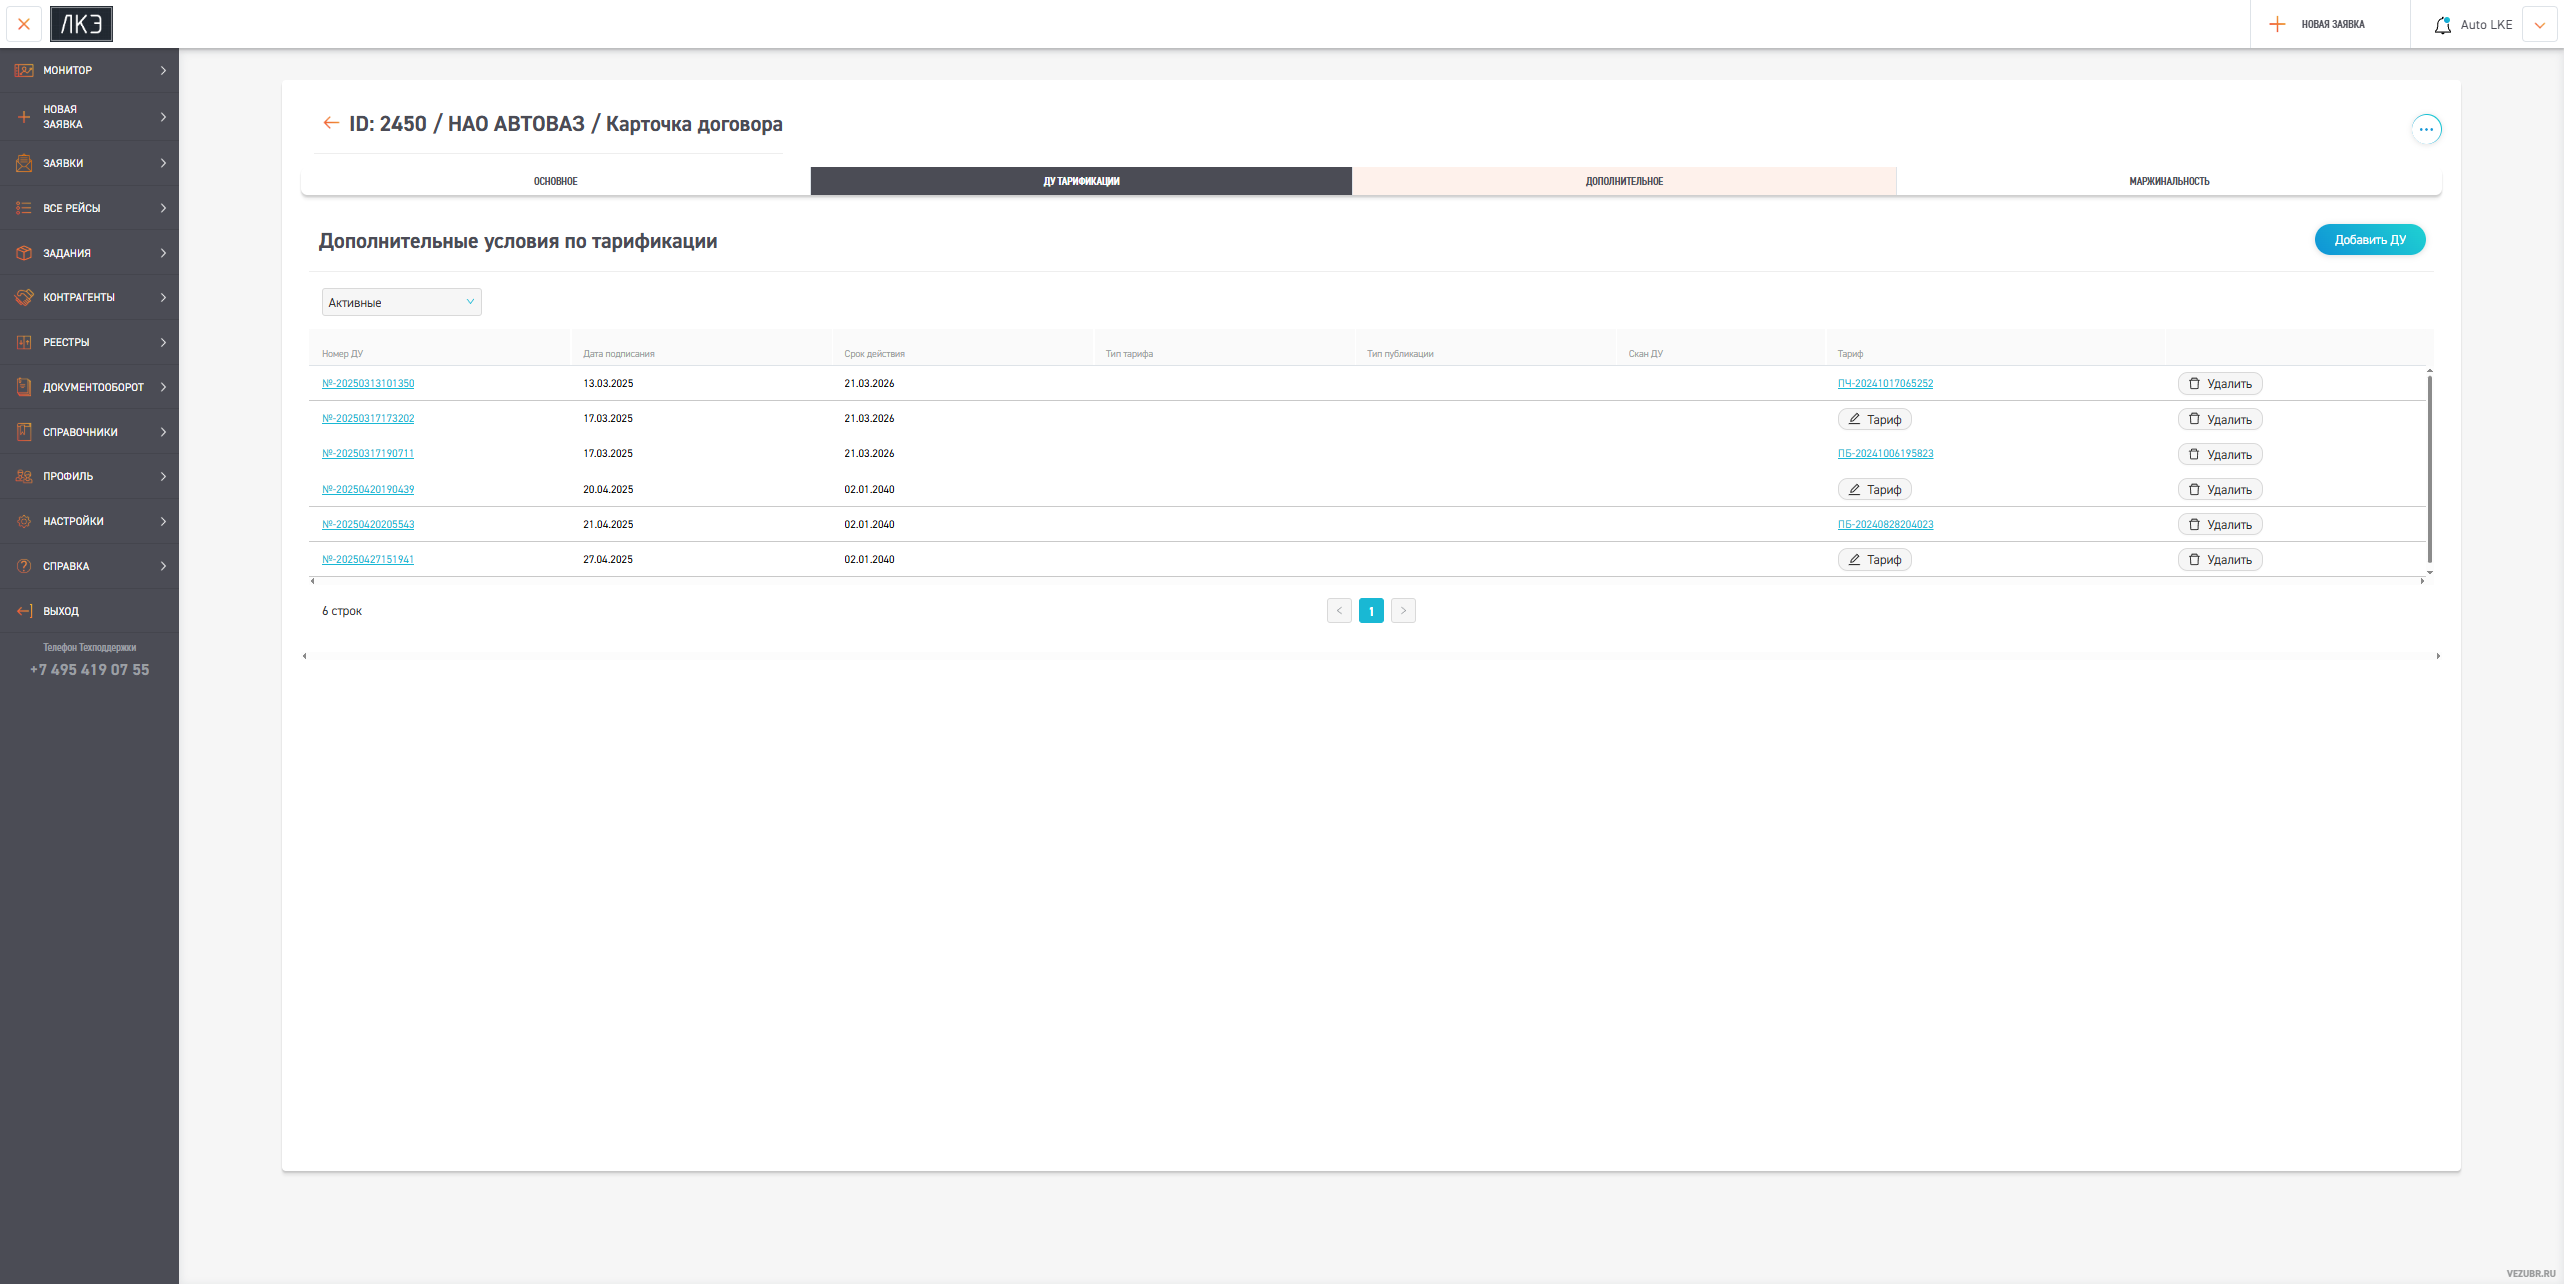 ЛКЭ
НОВАЯ ЗАЯВКА
Auto LKE
МОНИТОР
НОВАЯ
ЗАЯВКА
ЗАЯВКИ
ВСЕ РЕЙСЫ
ЗАДАНИЯ
КОНТРАГЕНТЫ
РЕЕСТРЫ
ДОКУМЕНТООБОРОТ
СПРАВОЧНИКИ
ПРОФИЛЬ
НАСТРОЙКИ
СПРАВКА
ВЫХОД
Телефон Техподдержки
+7 495 419 07 55
ID: 2450 / НАО АВТОВАЗ / Карточка договора
ОСНОВНОЕ ДУ ТАРИФИКАЦИИ ДОПОЛНИТЕЛЬНОЕ МАРЖИНАЛЬНОСТЬ
Дополнительные условия по тарификации
Добавить ДУ
Активные
Номер ДУ Дата подписания Срок действия Тип тарифа Тип публикации Скан ДУ Тариф
№-20250313101350 13.03.2025 21.03.2026 ПЧ-20241017065252 Удалить
№-20250317173202 17.03.2025 21.03.2026 Тариф Удалить
№-20250317190711 17.03.2025 21.03.2026 ПБ-20241006195823 Удалить
№-20250420190439 20.04.2025 02.01.2040 Тариф Удалить
№-20250420205543 21.04.2025 02.01.2040 ПБ-20240828204023 Удалить
№-20250427151941 27.04.2025 02.01.2040 Тариф Удалить
6 строк
1
VEZUBR.RU